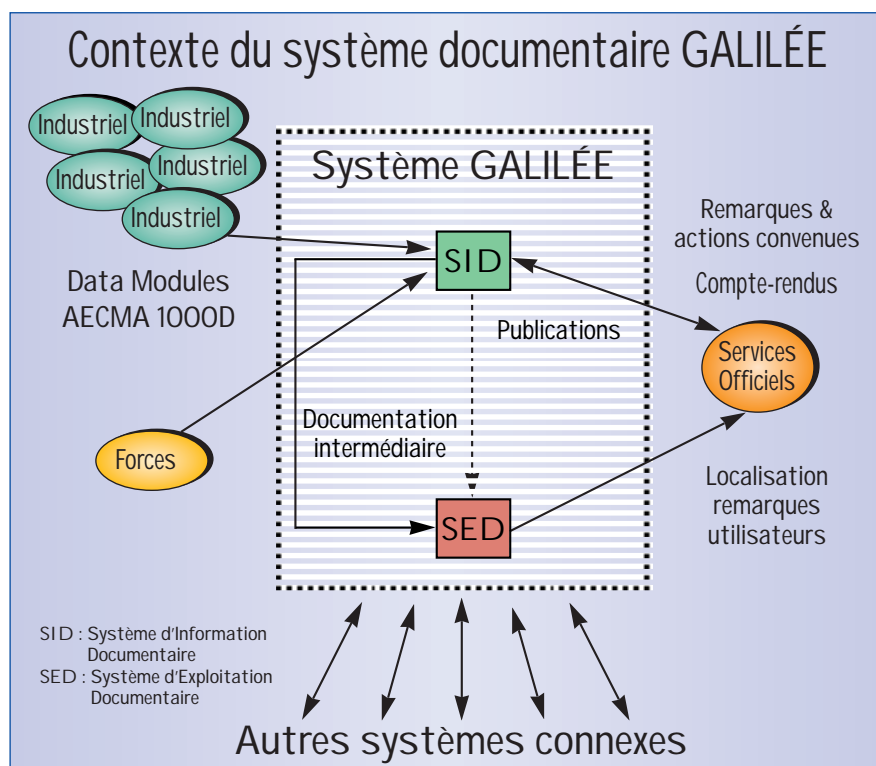 Contexte du système documentaire GALILÉE
Industriel
Industriel
Industriel
Industriel
Industriel
Data Modules
AECMA 1000D
Système GALILÉE
SID
Publications
Documentation
intermédiaire
SED
Forces
Remarques &
actions convenues
Compte-rendus
Services
Officiels
Localisation
remarques
utilisateurs
SID : Système d'Information
Documentaire
SED : Système d'Exploitation
Documentaire
Autres systèmes connexes